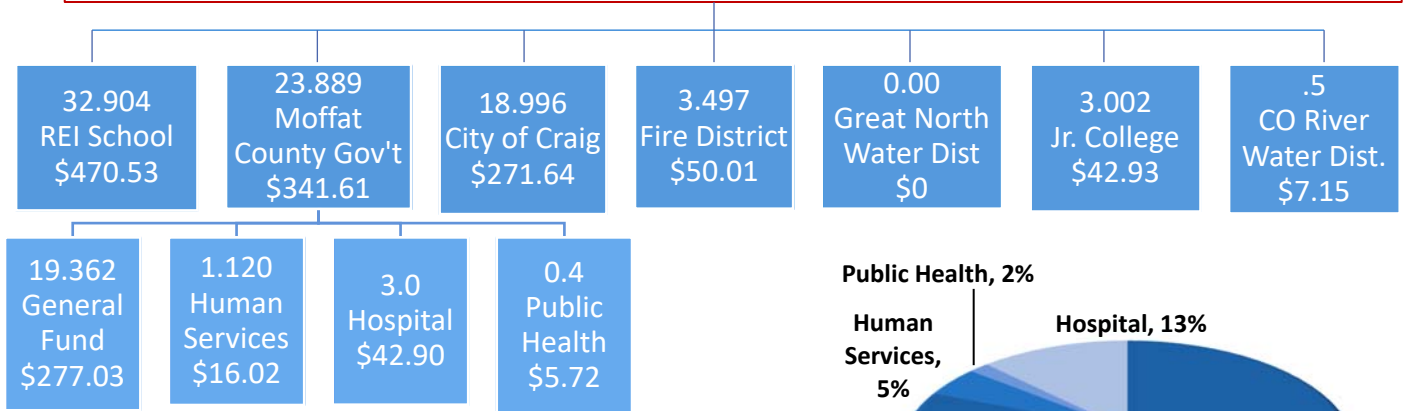 32.904
REI School
$470.53
23.889
Moffat
County Gov't
$341.61
18.996
City of Craig
$271.64
3.497
Fire District
$50.01
0.00
Great North
Water Dist
$0
3.002
Jr. College
$42.93
.5
CO River
Water Dist.
$7.15
19.362
General
Fund
$277.03
1.120
Human
Services
$16.02
3.0
Hospital
$42.90
0.4
Public
Health
$5.72
Public Health, 2%
Human
Services,
5%
Hospital, 13%